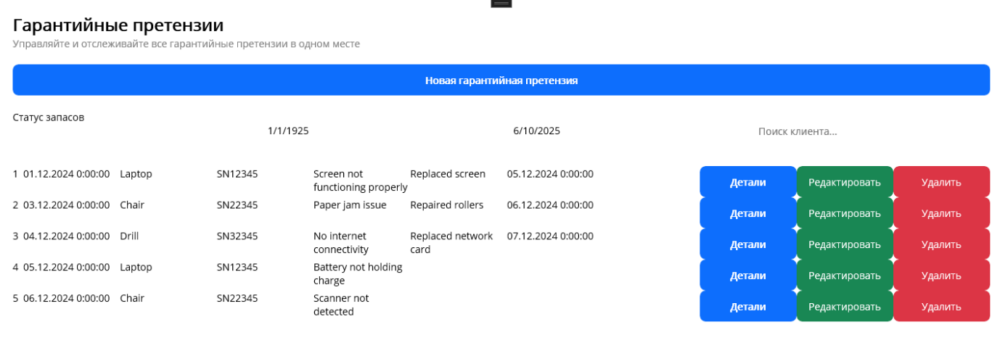 Гарантийные претензии
Управляйте и отслеживайте все гарантийные претензии в одном месте
Новая гарантийная претензия
Статус запасов
1/1/1925 6/10/2025 Поиск клиента...
1 01.12.2024 0:00:00 Laptop SN12345 Screen not functioning properly Replaced screen 05.12.2024 0:00:00 Детали Редактировать Удалить
2 03.12.2024 0:00:00 Chair SN22345 Paper jam issue Repaired rollers 06.12.2024 0:00:00 Детали Редактировать Удалить
3 04.12.2024 0:00:00 Drill SN32345 No internet connectivity Replaced network card 07.12.2024 0:00:00 Детали Редактировать Удалить
4 05.12.2024 0:00:00 Laptop SN12345 Battery not holding charge Детали Редактировать Удалить
5 06.12.2024 0:00:00 Chair SN22345 Scanner not detected Детали Редактировать Удалить